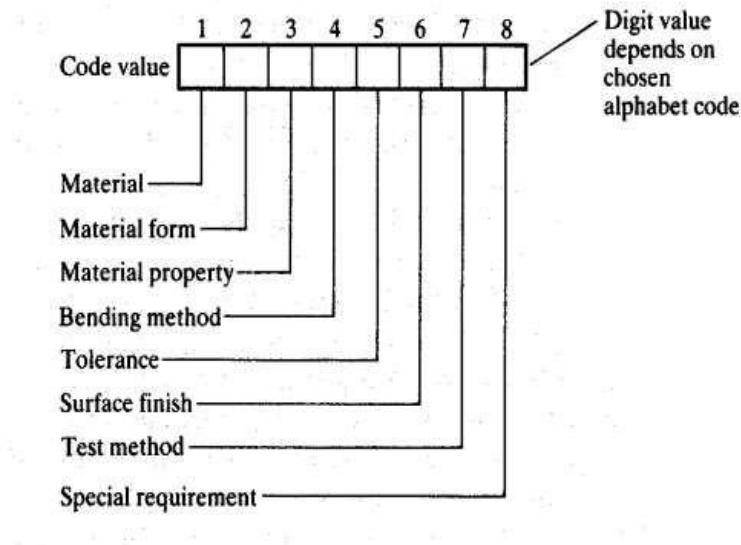 1 2 3 4 5 6 7 8
Code value
Digit value
depends on
chosen
alphabet code
Material
Material form
Material property
Bending method
Tolerance
Surface finish
Test method
Special requirement